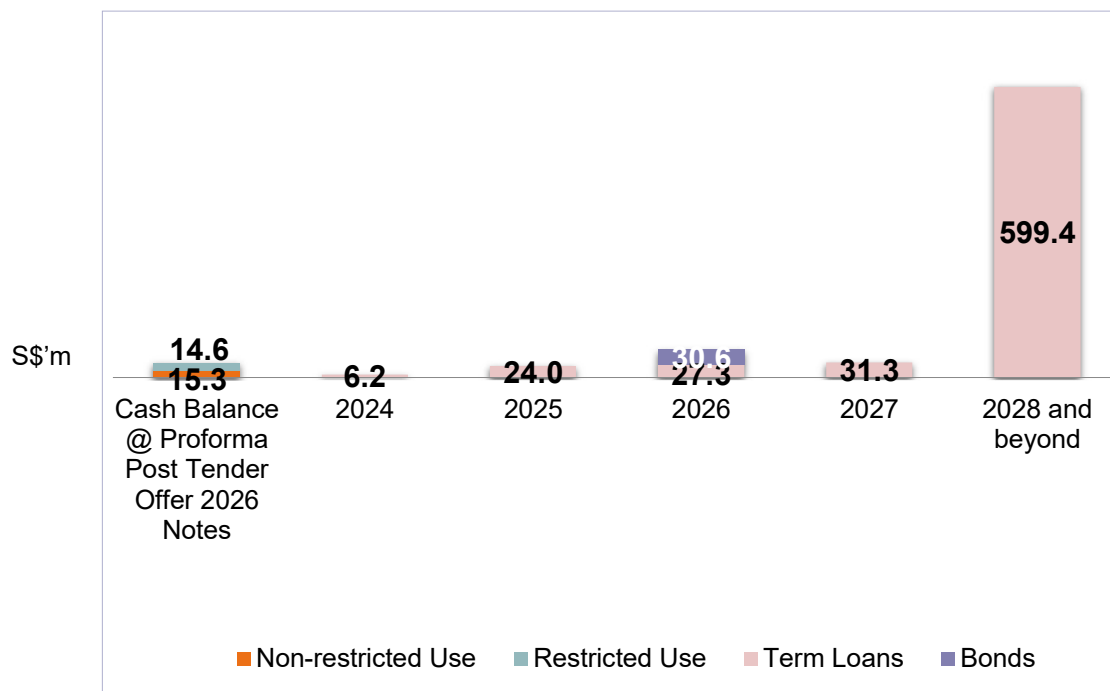 599.4
S$'m
14.6
15.3
6.2
24.0
30.6
27.3
31.3
Cash Balance
@ Proforma
Post Tender
Offer 2026
Notes
2024
2025
2026
2027
2028 and
beyond
Non-restricted Use
Restricted Use
Term Loans
Bonds